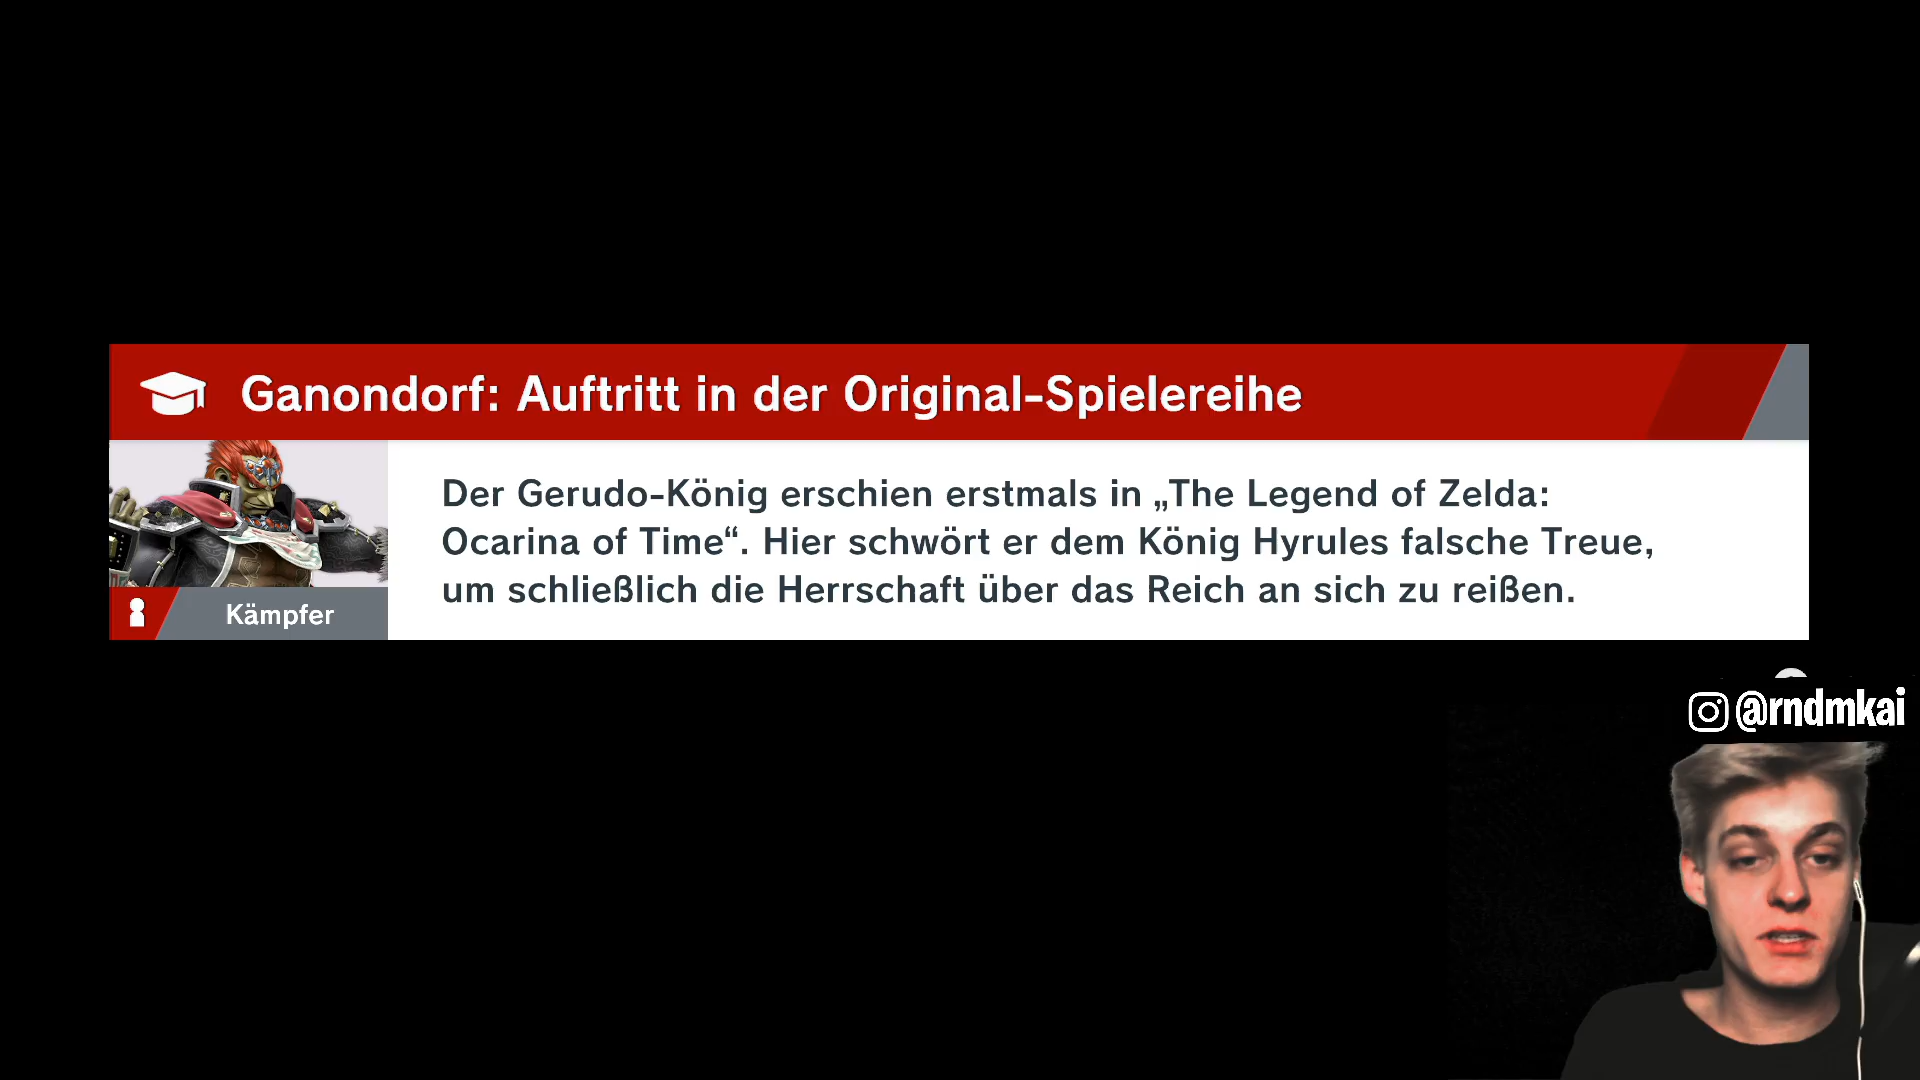 Ganondorf: Auftritt in der Original-Spielereihe
Der Gerudo-König erschien erstmals in „The Legend of Zelda:
Ocarina of Time“. Hier schwört er dem König Hyrules falsche Treue,
um schließlich die Herrschaft über das Reich an sich zu reißen.
Kämpfer
@rndmkai